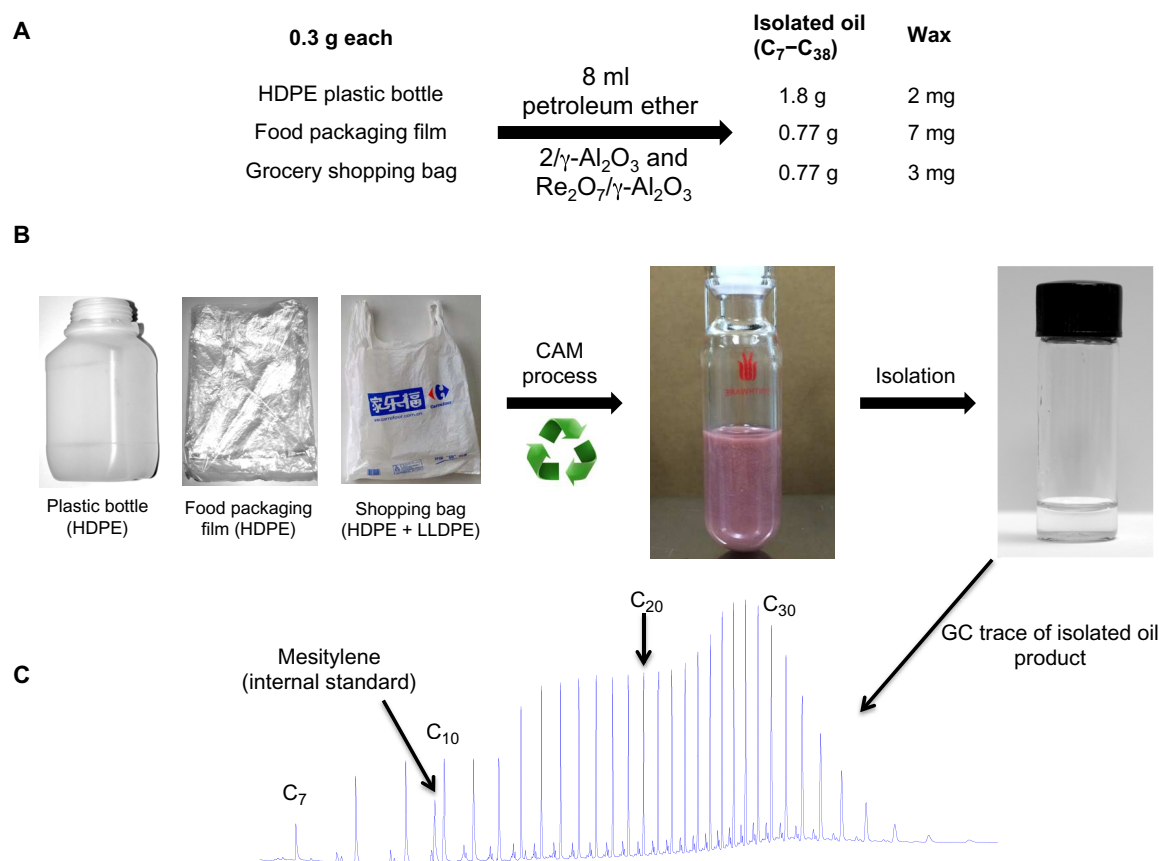 A
0.3 g each
Isolated oil
(C₇−C₃₈)
Wax
HDPE plastic bottle
Food packaging film
Grocery shopping bag
8 ml
petroleum ether
2/γ-Al₂O₃ and
Re₂O₇/γ-Al₂O₃
1.8 g
2 mg
0.77 g
7 mg
0.77 g
3 mg
B
家乐福
Carrefour
CAM
process
Isolation
Plastic bottle
(HDPE)
Food packaging
film (HDPE)
Shopping bag
(HDPE + LLDPE)
C
Mesitylene
(internal standard)
C₇
C₁₀
C₂₀
C₃₀
GC trace of isolated oil
product